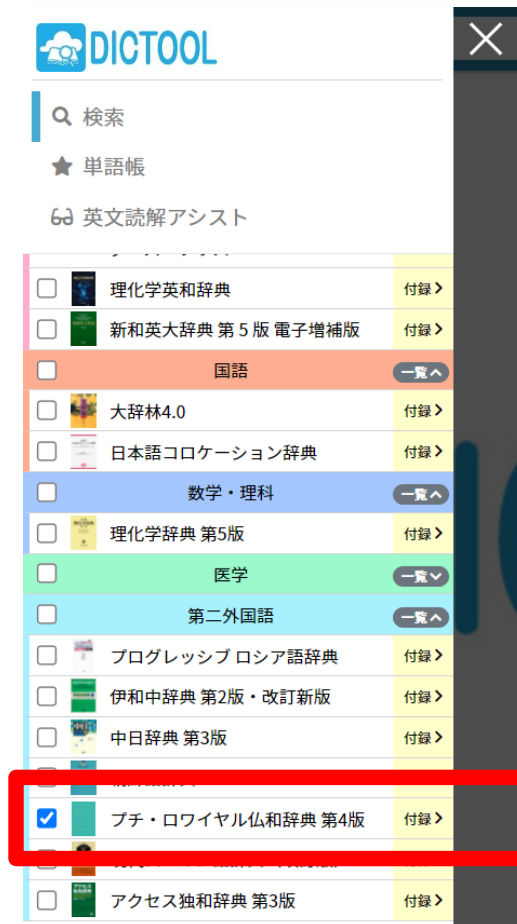 DICTOOL
検索
単語帳
英文読解アシスト
理化学英和辞典 付録
新和英大辞典 第5版 電子増補版 付録
国語 一覧
大辞林4.0 付録
日本語コロケーション辞典 付録
数学・理科 一覧
理化学辞典 第5版 付録
医学 一覧
第二外国語 一覧
プログレッシブ ロシア語辞典 付録
伊和中辞典 第2版・改訂新版 付録
中日辞典 第3版 付録
プチ・ロワイヤル仏和辞典 第4版 付録
アクセス独和辞典 第3版 付録